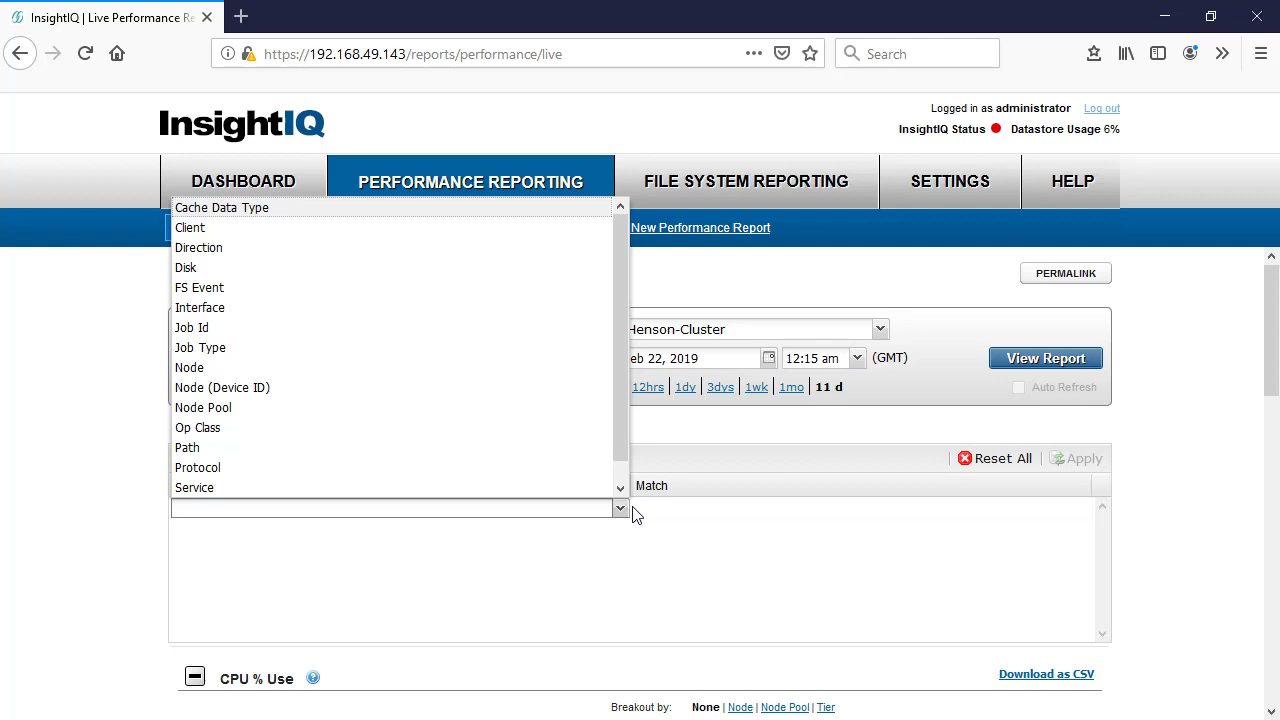 InsightIQ | Live Performance Re
https://192.168.49.143/reports/performance/live
Search
InsightIQ
Logged in as administrator
Log out
InsightIQ Status
Datastore Usage 6%
DASHBOARD
PERFORMANCE REPORTING
FILE SYSTEM REPORTING
SETTINGS
HELP
New Performance Report
Cache Data Type
Client
Direction
Disk
FS Event
Interface
Job Id
Job Type
Node
Node (Device ID)
Node Pool
Op Class
Path
Protocol
Service
PERMALINK
Henson-Cluster
eb 22, 2019
12:15 am
(GMT)
View Report
12hrs | 1dy | 3dys | 1wk | 1mo | 11 d
Auto Refresh
Reset All
Apply
Match
CPU % Use
Download as CSV
Breakout by: None | Node | Node Pool | Tier